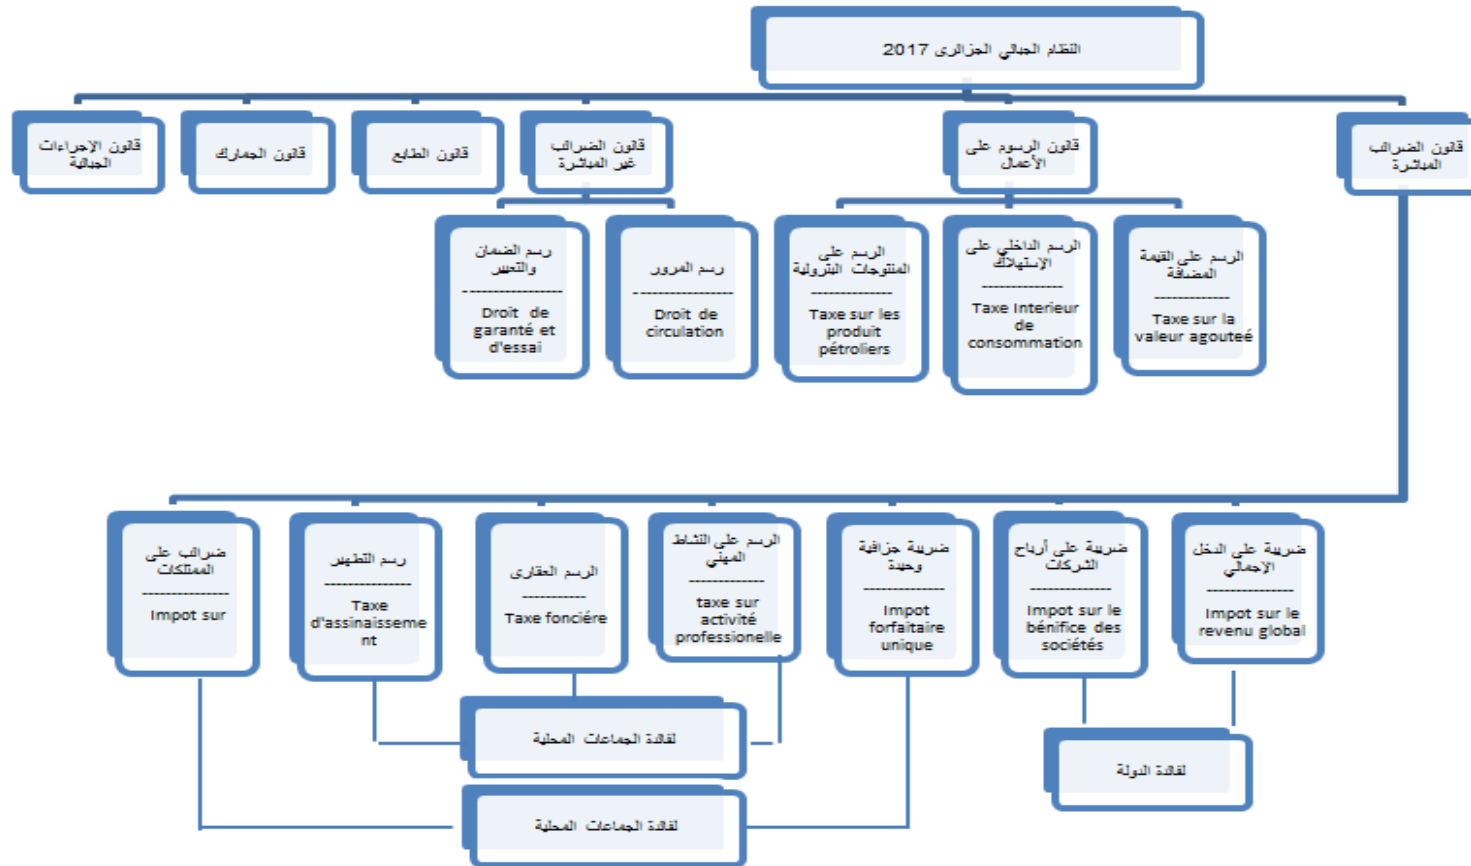 النظام الجبائي الجزائري 2017
قانون الضرائب
المباشرة
قانون الرسوم على
الأعمال
قانون الضرائب
غير المباشرة
قانون الطابع
قانون الجمارك
قانون الإجراءات
الجبائية
الرسم على القيمة
المضافة
-------------
Taxe sur la
valeur agouteé
الرسم الداخلي على
الإستهلاك
--------------
Taxe Interieur
de
consommation
الرسم على
المنتوجات البترولية
--------------
Taxe sur les
produit
pétroliers
رسم المرور
-----------------
Droit de
circulation
رسم الضمان
والتعيير
-----------------
Droit de
garanté et
d'essai
ضريبة على الدخل
الإجمالي
---------------
Impot sur le
revenu global
ضريبة على أرباح
الشركات
--------------
Impot sur le
bénifice des
sociétés
ضريبة جزافية
وحيدة
-------------
Impot
forfaitaire
unique
الرسم على النشاط
المهني
-------------
taxe sur
activité
professionelle
الرسم العقاري
-----------
Taxe fonciére
رسم التطهير
---------------
Taxe
d'assinaisseme
nt
ضرائب على
الممتلكات
---------------
Impot sur
لفائدة الجماعات المحلية
لفائدة الدولة
لفائدة الجماعات المحلية